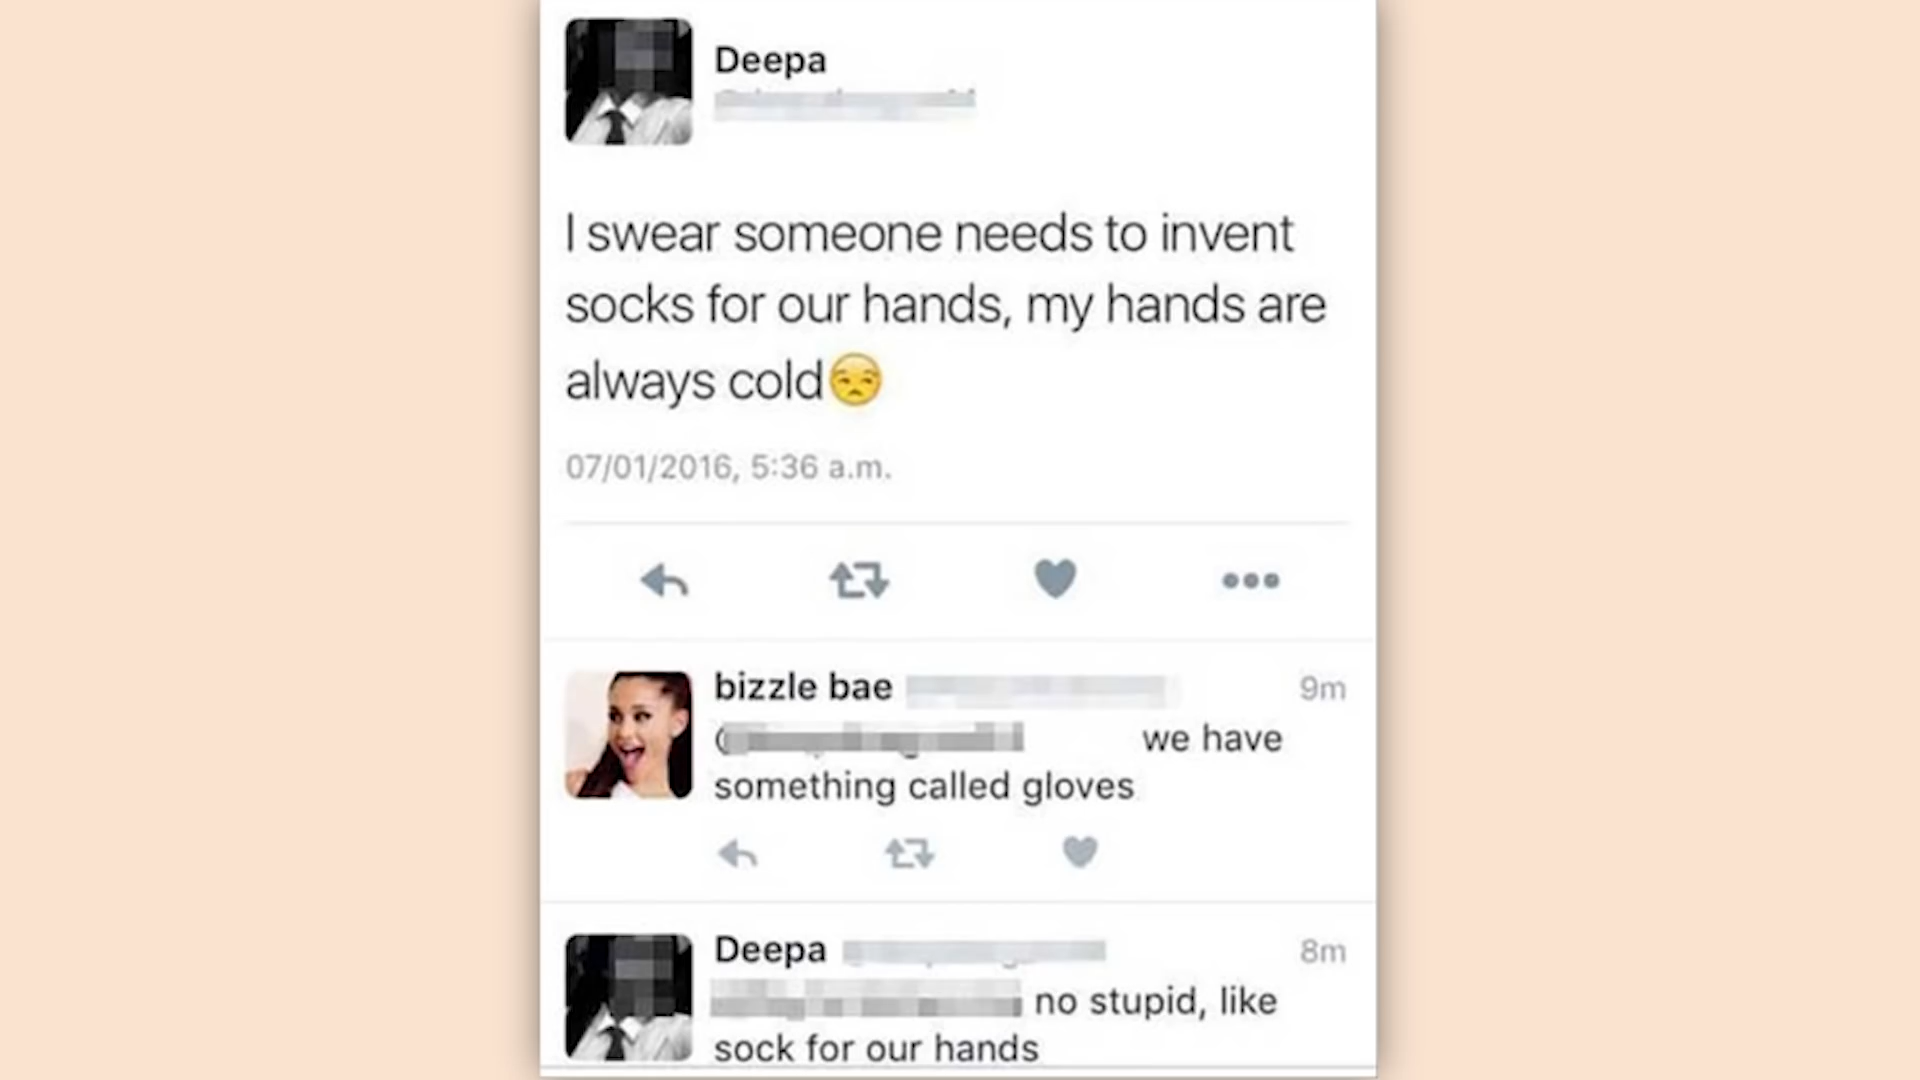 Deepa
I swear someone needs to invent
socks for our hands, my hands are
always cold😒
07/01/2016, 5:36 a.m.
bizzle bae 9m
we have
something called gloves
Deepa 8m
no stupid, like
sock for our hands